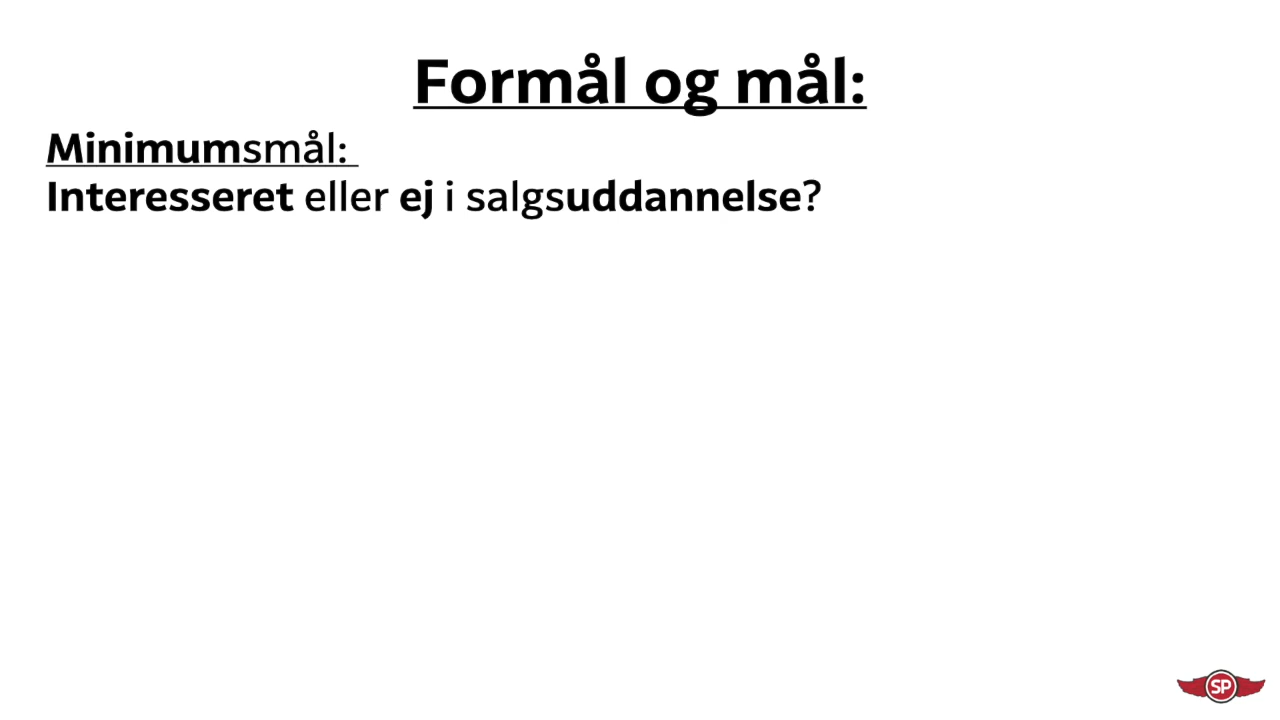 Formål og mål:
Minimumsmål:
Interesseret eller ej i salgsuddannelse?
SP